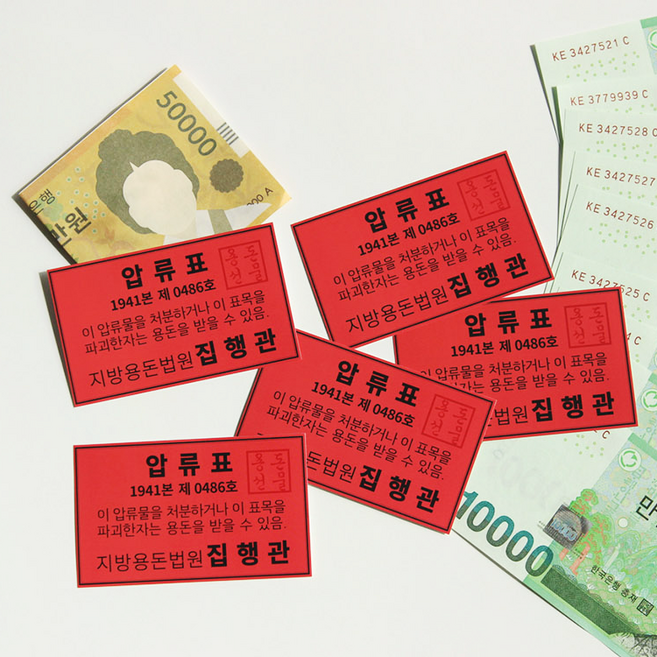 50000
은행
000 A
KE 3427521 C
KE 3779939 C
KE 3427528 C
KE 3427527
KE 3427526
KE 3427525 C
압류표
1941본 제 0486호
이 압류물을 처분하거나 이 표목을
파괴한자는 용돈을 받을 수 있음.
지방용돈법원 집행관
압류표
1941본 제 0486호
이 압류물을 처분하거나 이 표목을
파괴한자는 용돈을 받을 수 있음.
지방용돈법원 집행관
압류표
1941본 제 0486호
이 압류물을 처분하거나 이 표목을
한자는 용돈을 받을 수 있음.
돈법원 집행관
압류표
1941본 제 0486호
이 압류물을 처분하거나 이 표목을
파괴한자는 용돈을 받을 수 있음.
지방용돈법원 집행관
압류표
1941본 제 0486호
이 압류물을 처분하거나 이 표목을
파괴한자는 용돈을 받을 수 있음.
지방용돈법원 집행관
10000
만
한국은행 총재